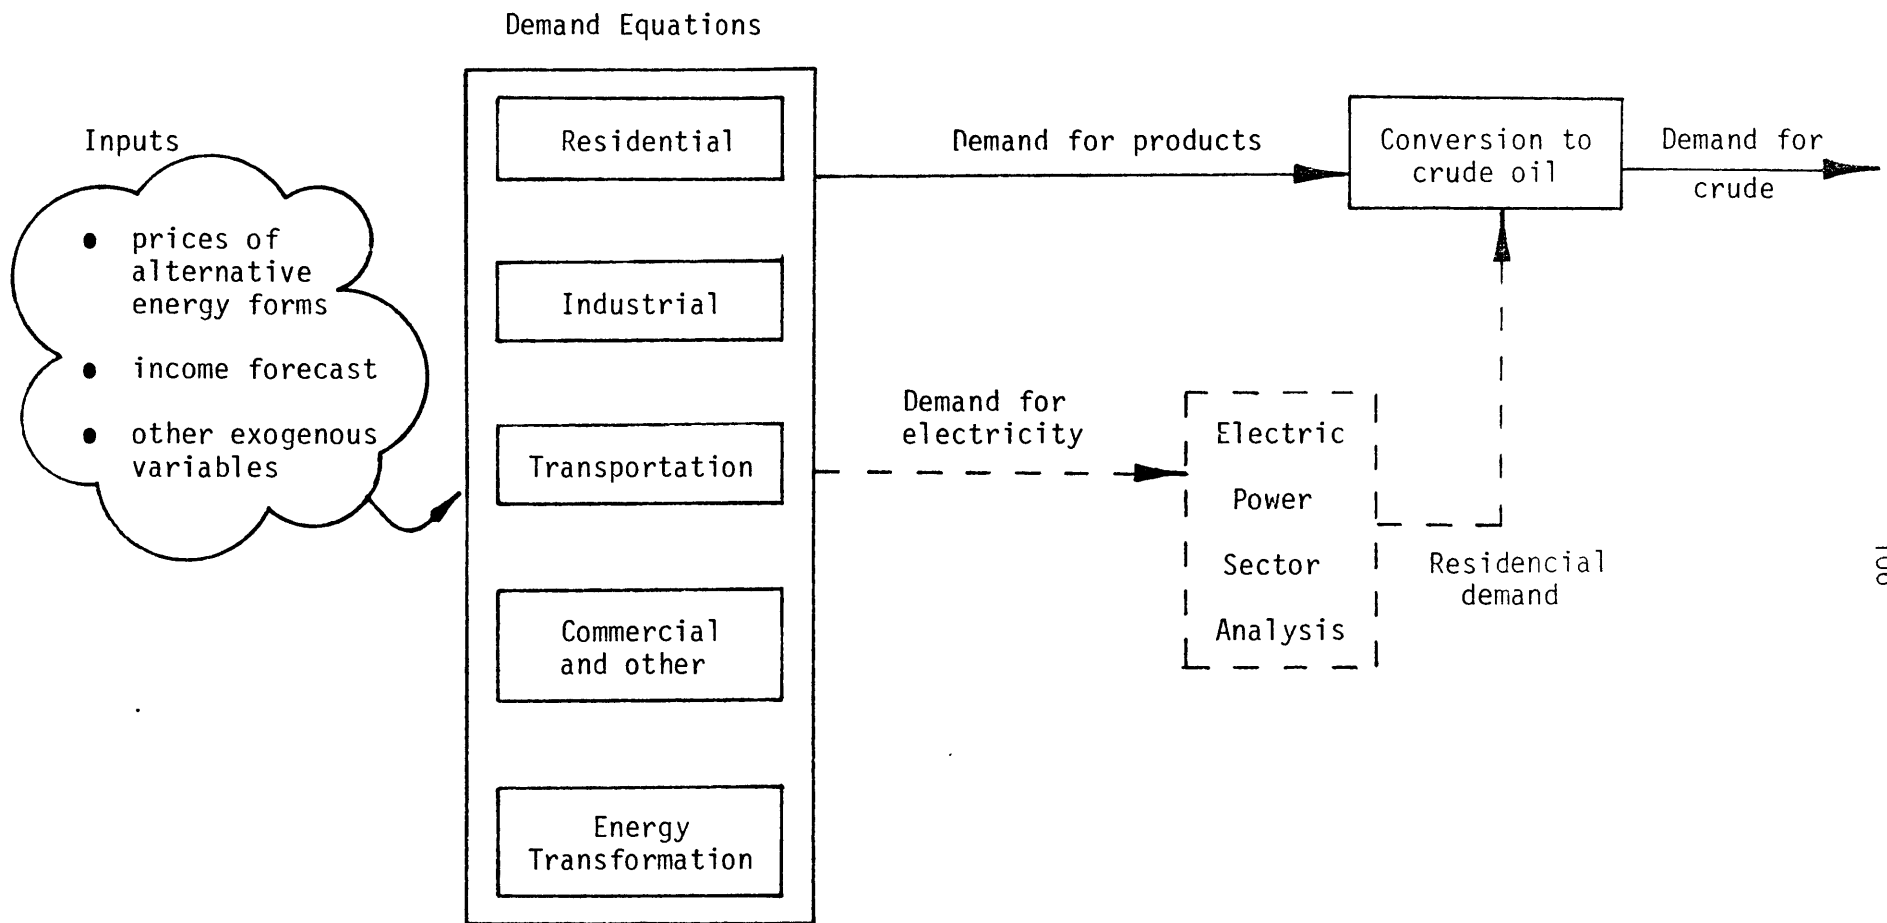 Demand Equations
Inputs
● prices of
alternative
energy forms
● income forecast
● other exogenous
variables
Residential
Industrial
Transportation
Commercial
and other
Energy
Transformation
Demand for products
Conversion to
crude oil
Demand for
crude
Demand for
electricity
Electric
Power
Sector
Analysis
Residencial
demand